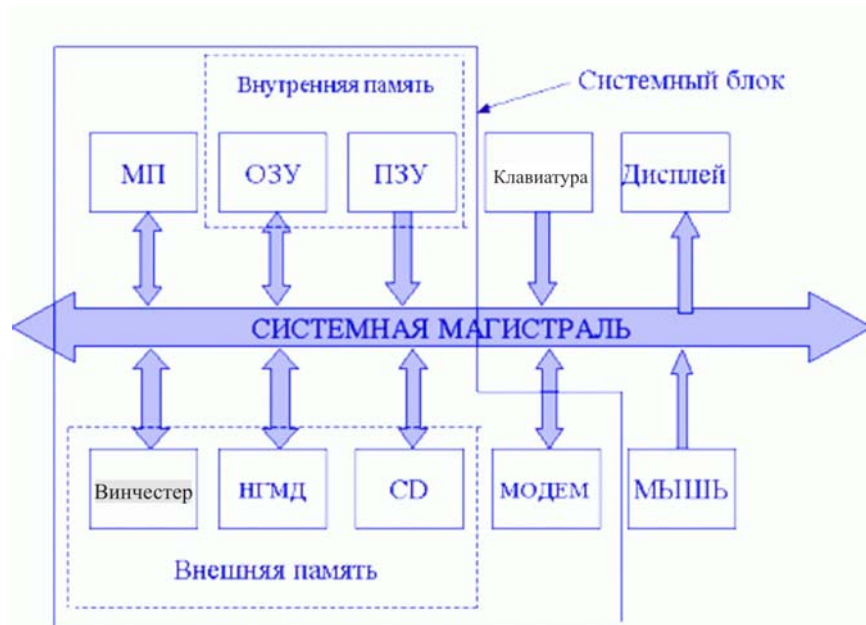 Внутренняя память
Системный блок
МП
ОЗУ
ПЗУ
Клавиатура
Дисплей
СИСТЕМНАЯ МАГИСТРАЛЬ
Винчестер
НГМД
CD
МОДЕМ
МЫШЬ
Внешняя память